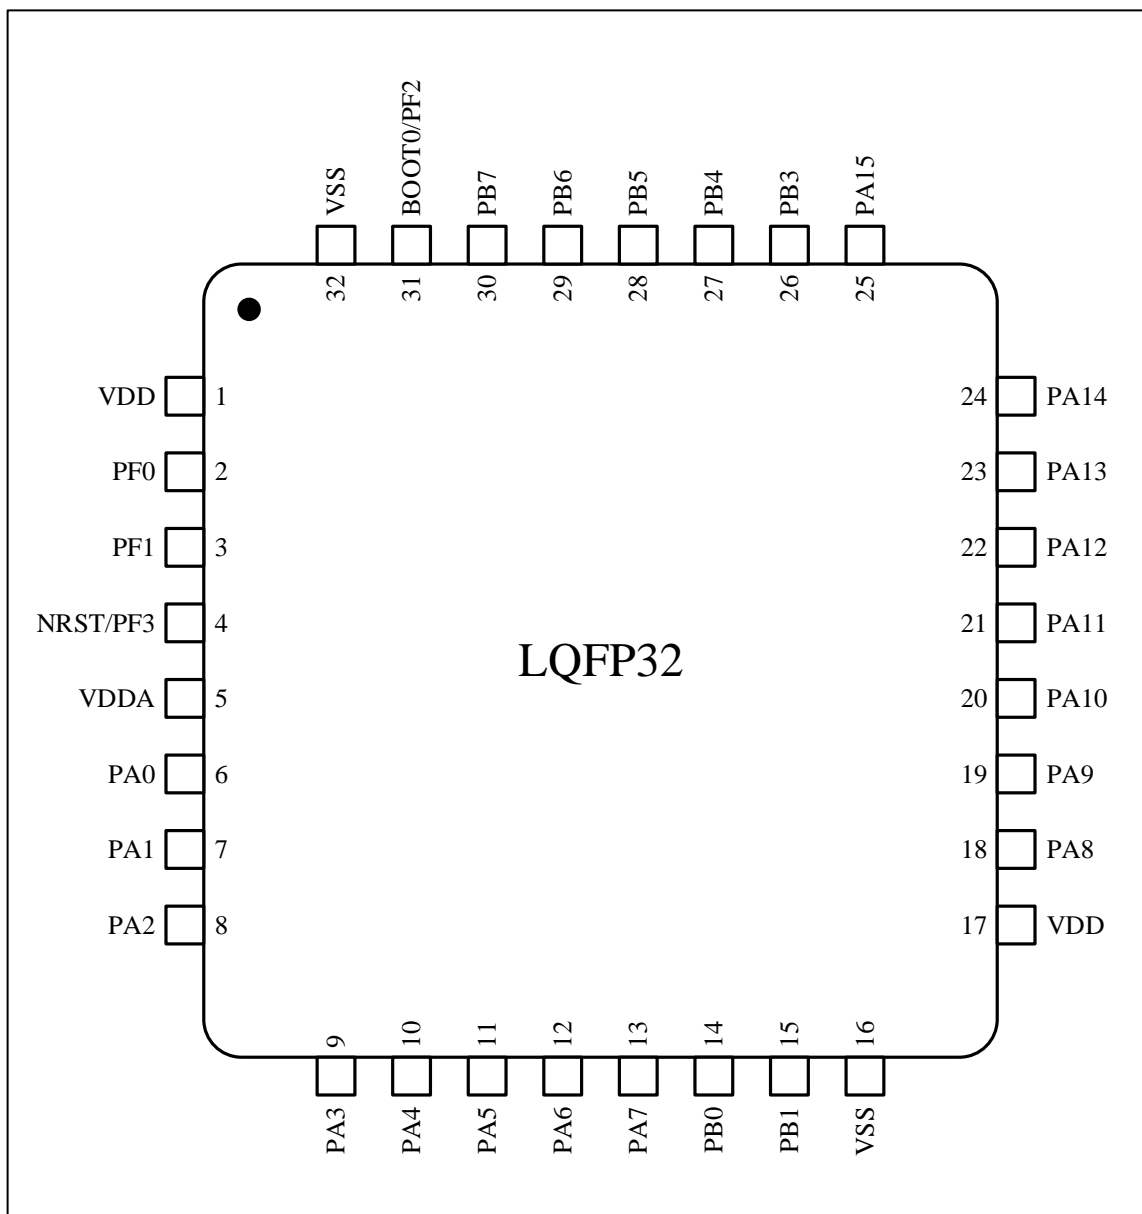 VSS
BOOT0/PF2
PB7
PB6
PB5
PB4
PB3
PA15
32
31
30
29
28
27
26
25
VDD 1
PF0 2
PF1 3
NRST/PF3 4
VDDA 5
PA0 6
PA1 7
PA2 8
LQFP32
24 PA14
23 PA13
22 PA12
21 PA11
20 PA10
19 PA9
18 PA8
17 VDD
9
10
11
12
13
14
15
16
PA3
PA4
PA5
PA6
PA7
PB0
PB1
VSS